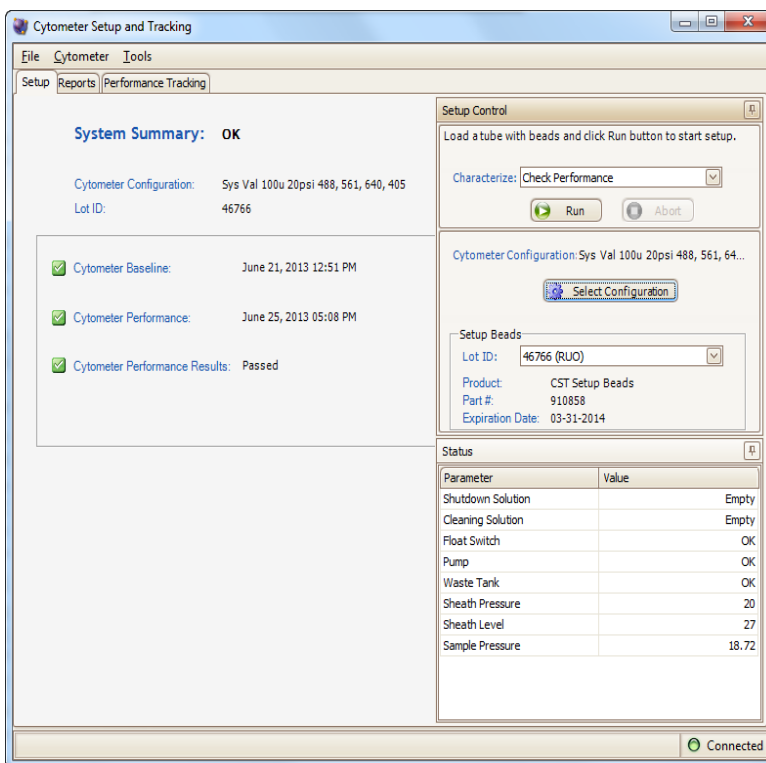 Cytometer Setup and Tracking
File Cytometer Tools
Setup Reports Performance Tracking
System Summary: OK
Cytometer Configuration: Sys Val 100u 20psi 488, 561, 640, 405
Lot ID: 46766
Cytometer Baseline: June 21, 2013 12:51 PM
Cytometer Performance: June 25, 2013 05:08 PM
Cytometer Performance Results: Passed
Setup Control
Load a tube with beads and click Run button to start setup.
Characterize: Check Performance
Run Abort
Cytometer Configuration: Sys Val 100u 20psi 488, 561, 64...
Select Configuration
Setup Beads
Lot ID: 46766 (RUO)
Product: CST Setup Beads
Part #: 910858
Expiration Date: 03-31-2014
Status
Parameter Value
Shutdown Solution Empty
Cleaning Solution Empty
Float Switch OK
Pump OK
Waste Tank OK
Sheath Pressure 20
Sheath Level 27
Sample Pressure 18.72
Connected